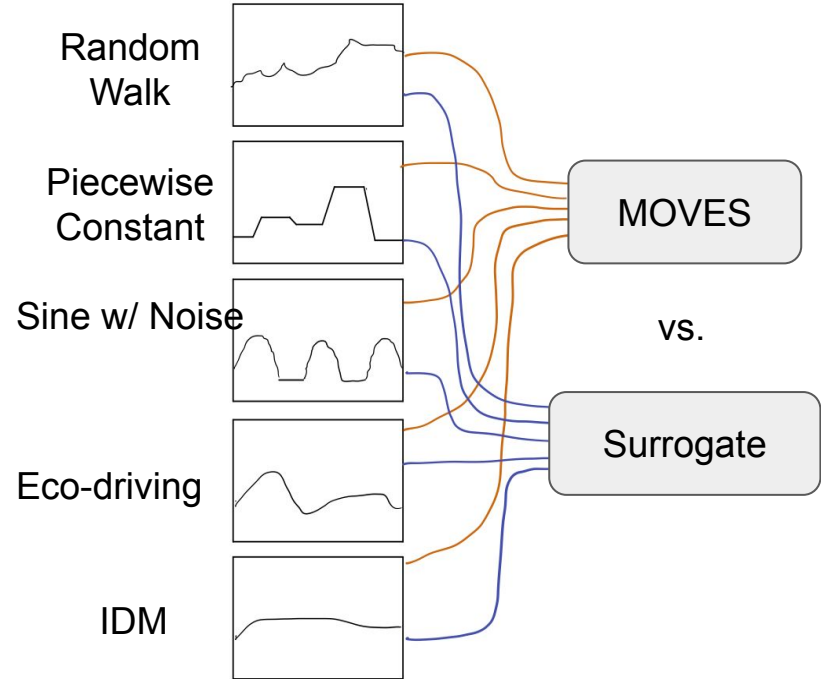 Random
Walk
Piecewise
Constant
MOVES
Sine w/ Noise
vs.
Surrogate
Eco-driving
IDM